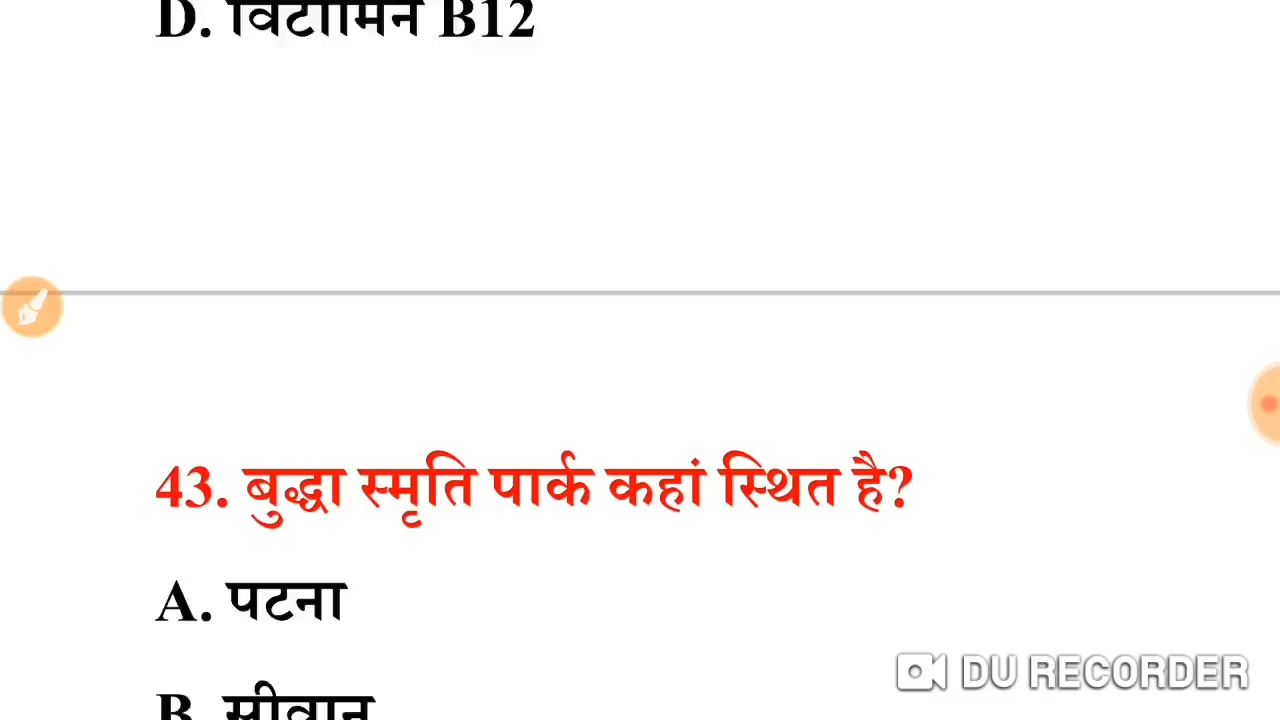 D. विटामिन B12
43. बुद्धा स्मृति पार्क कहां स्थित है?
A. पटना
B. सीवान
DU RECORDER